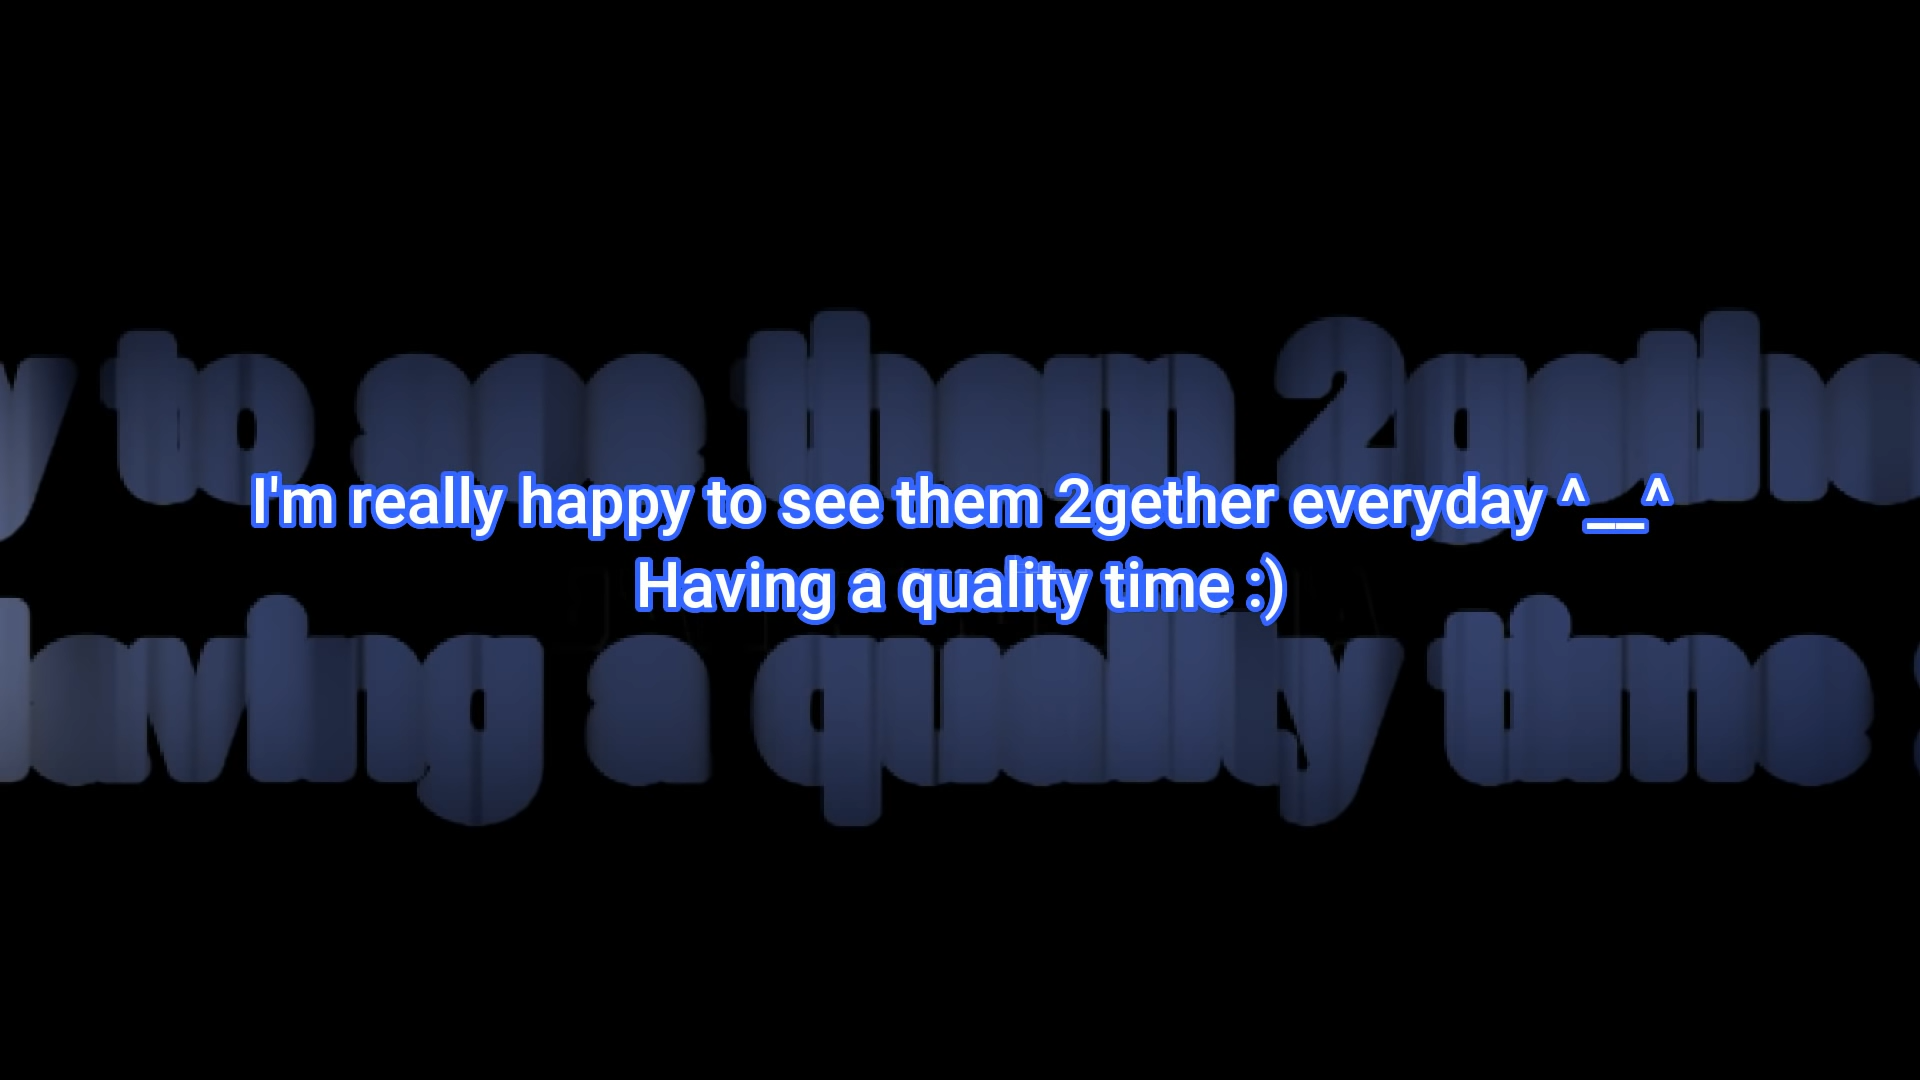 I'm really happy to see them 2gether everyday ^__^
Having a quality time :)